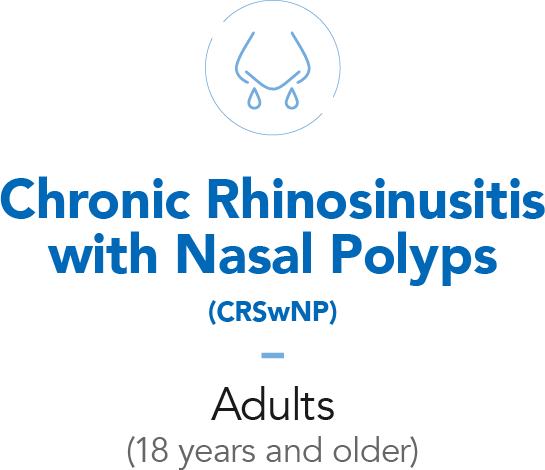 Chronic Rhinosinusitis
with Nasal Polyps
(CRSwNP)
Adults
(18 years and older)